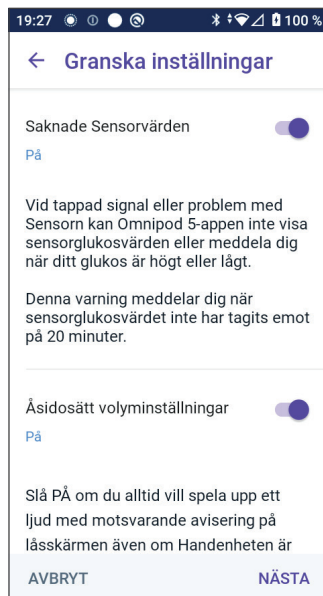 19:27 100 %
Granska inställningar
Saknade Sensorvärden
På
Vid tappad signal eller problem med
Sensorn kan Omnipod 5-appen inte visa
sensorglukosvärden eller meddela dig
när ditt glukos är högt eller lågt.
Denna varning meddelar dig när
sensorglukosvärdet inte har tagits emot
på 20 minuter.
Åsidosätt volyminställningar
På
Slå PÅ om du alltid vill spela upp ett
ljud med motsvarande avisering på
låsskärmen även om Handenheten är
AVBRYT NÄSTA